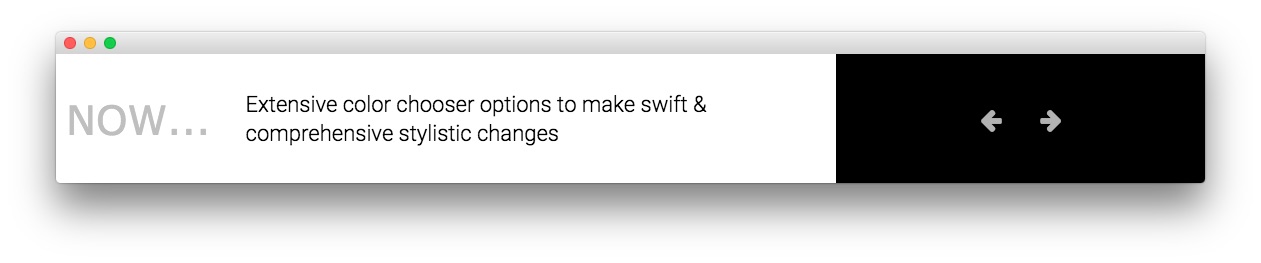 NOW...
Extensive color chooser options to make swift &
comprehensive stylistic changes